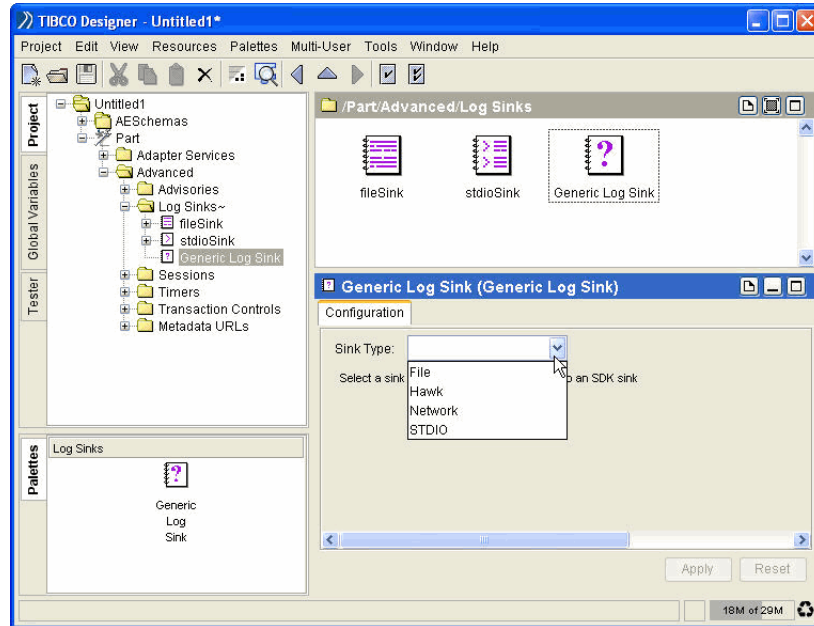 TIBCO Designer - Untitled1*
Project Edit View Resources Palettes Multi-User Tools Window Help
Project
Global Variables
Tester
Untitled1
AESchemas
Part
Adapter Services
Advanced
Advisories
Log Sinks~
fileSink
stdioSink
Generic Log Sink
Sessions
Timers
Transaction Controls
Metadata URLs
/Part/Advanced/Log Sinks
fileSink
stdioSink
Generic Log Sink
Generic Log Sink (Generic Log Sink)
Configuration
Sink Type:
Select a sink
an SDK sink
File
Hawk
Network
STDIO
Palettes
Log Sinks
Generic
Log
Sink
Apply
Reset
18M of 29M